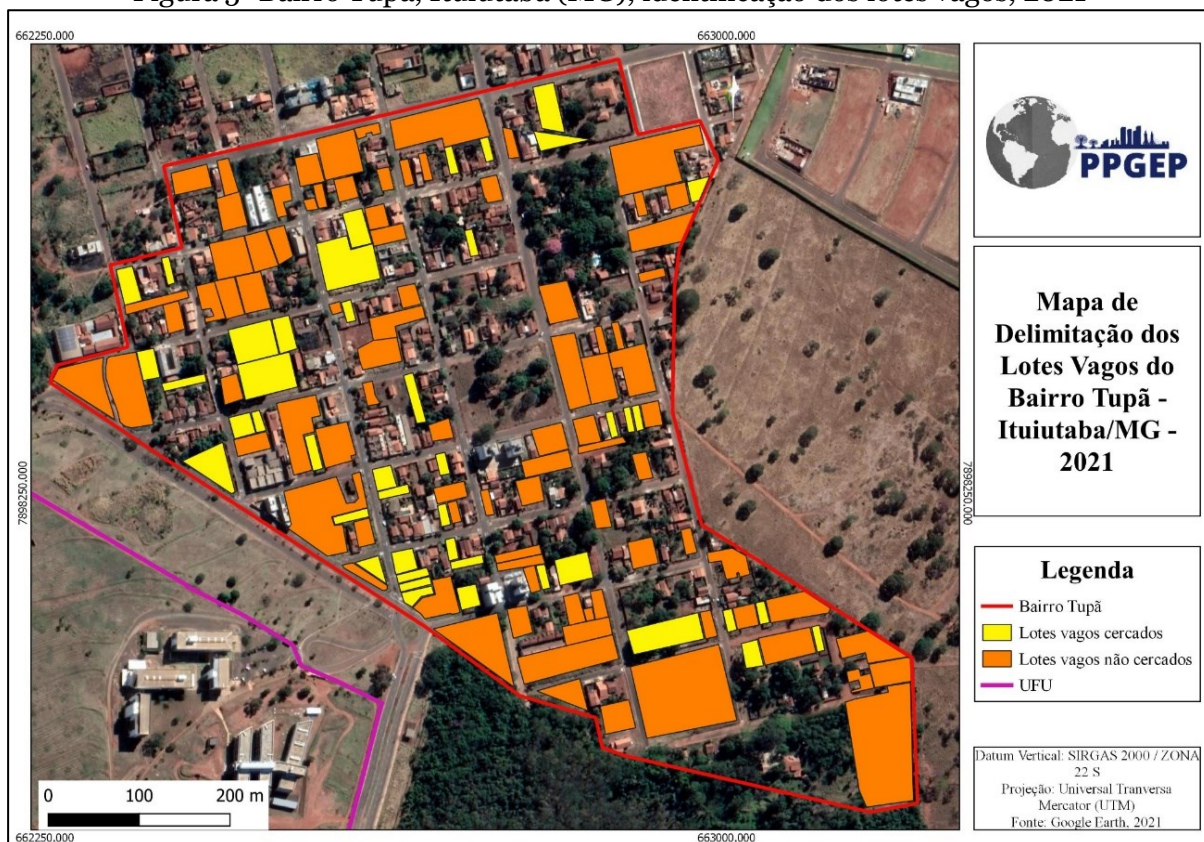 Figura 3- Bairro Tupã, Ituiutaba (MG), identificação dos lotes vagos, 2021
662250.000
663000.000
7898250.000
7898250.000
0 100 200 m
662250.000
663000.000
PPGEP
Mapa de
Delimitação dos
Lotes Vagos do
Bairro Tupã -
Ituiutaba/MG -
2021
Legenda
Bairro Tupã
Lotes vagos cercados
Lotes vagos não cercados
UFU
Datum Vertical: SIRGAS 2000 / ZONA
22 S
Projeção: Universal Tranversa
Mercator (UTM)
Fonte: Google Earth, 2021